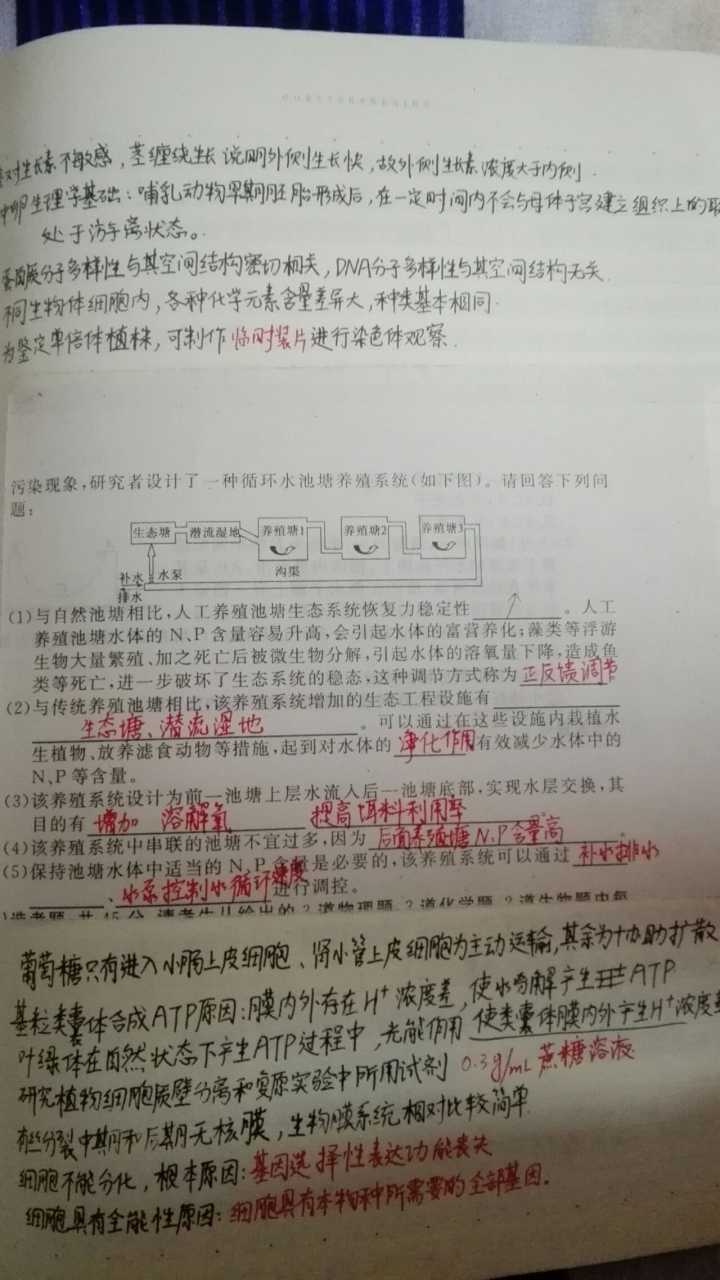 对生长素不敏感，茎缠绕生长说明外侧生长快，故外侧生长素浓度大于内侧.
生理学基础：哺乳动物早期胚胎形成后，在一定时间内不会与母体子宫建立组织上的联
处于游离状态。
蛋白质分子多样性与其空间结构密切相关，DNA分子多样性与其空间结构无关.
不同生物体细胞内，各种化学元素含量差异大，种类基本相同.
为鉴定单倍体植株，可制作临时装片进行染色体观察.
污染现象,研究者设计了一种循环水池塘养殖系统(如下图)。请回答下列问
题:
生态塘 潜流湿地 养殖塘1 养殖塘2 养殖塘3
补水 水泵 沟渠
排水
(1)与自然池塘相比,人工养殖池塘生态系统恢复力稳定性 ↗ 。人工
养殖池塘水体的 N、P 含量容易升高,会引起水体的富营养化;藻类等浮游
生物大量繁殖、加之死亡后被微生物分解,引起水体的溶氧量下降,造成鱼
类等死亡,进一步破坏了生态系统的稳态,这种调节方式称为 正反馈调节
(2)与传统养殖池塘相比,该养殖系统增加的生态工程设施有
生态塘、潜流湿地 。可以通过在这些设施内栽植水
生植物、放养滤食动物等措施,起到对水体的 净化作用 有效减少水体中的
N、P 等含量。
(3)该养殖系统设计为前一池塘上层水流入后一池塘底部,实现水层交换,其
目的有 增加 溶解氧 提高饵料利用率
(4)该养殖系统中串联的池塘不宜过多,因为 后面养殖塘N.P含量高 。
(5)保持池塘水体中适当的 N、P 含量是必要的,该养殖系统可以通过 补水排水
、水泵控制水循环速度 进行调控。
葡萄糖只有进入小肠上皮细胞、肾小管上皮细胞为主动运输,其余为协助扩散
基粒类囊体合成ATP原因:膜内外存在H⁺浓度差,使水光解产生ATP
叶绿体在自然状态下产生ATP过程中,光能作用 使类囊体膜内外产生H⁺浓度差
研究植物细胞质壁分离和复原实验中所用试剂 0.3g/mL蔗糖溶液
有丝分裂中期和后期无核膜,生物膜系统相对比较简单.
细胞不能分化,根本原因:基因选择性表达功能丧失
细胞具有全能性原因:细胞具有本物种所需要的全部基因.